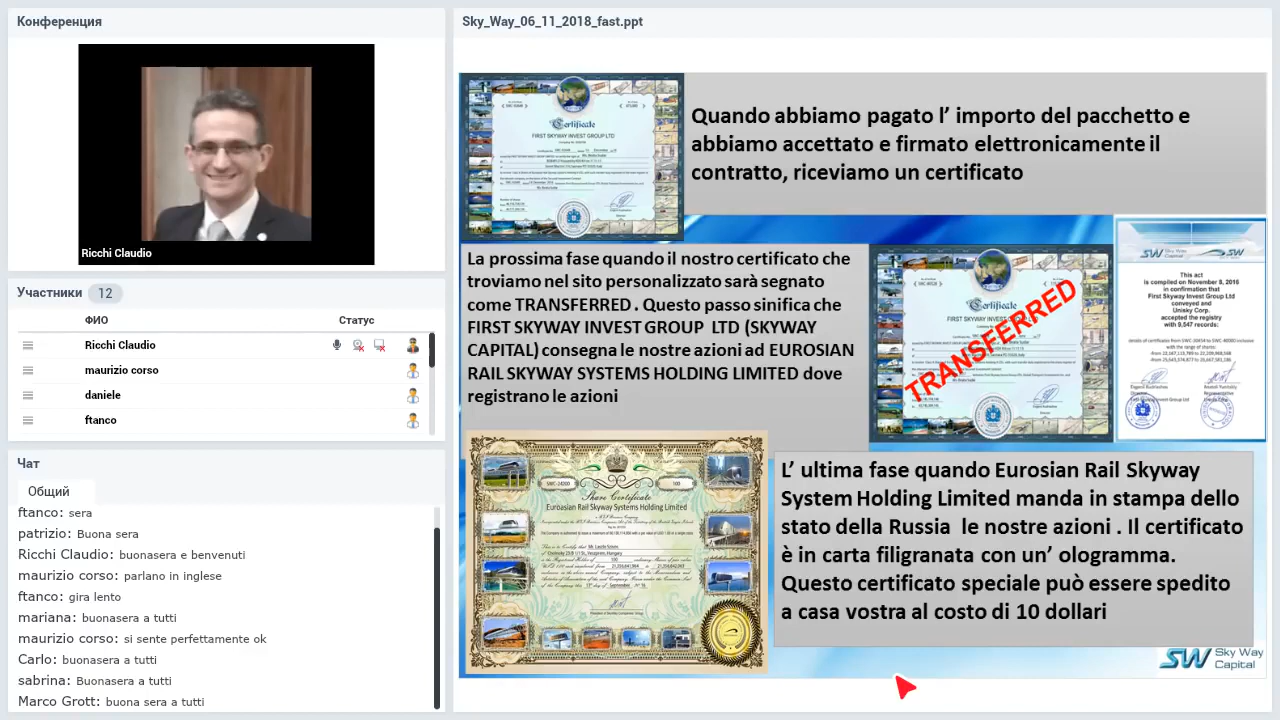 Конференция
Ricchi Claudio
Участники 12
ФИО Статус
Ricchi Claudio
maurizio corso
daniele
ftanco
Чат
Общий
ftanco: sera
patrizio: Buona sera
Ricchi Claudio: buonasera e benvenuti
maurizio corso: parlano in inglese
ftanco: gira lento
mariana: buonasera a tutti
maurizio corso: si sente perfettamente ok
Carlo: buonasera a tutti
sabrina: Buonasera a tutti
Marco Grott: buona sera a tutti
Sky_Way_06_11_2018_fast.ppt
Certificate
FIRST SKYWAY INVEST GROUP LTD
Quando abbiamo pagato l' importo del pacchetto e
abbiamo accettato e firmato elettronicamente il
contratto, riceviamo un certificato
La prossima fase quando il nostro certificato che
troviamo nel sito personalizzato sarà segnato
come TRANSFERRED . Questo passo sinifica che
FIRST SKYWAY INVEST GROUP LTD (SKYWAY
CAPITAL) consegna le nostre azioni ad EUROSIAN
RAIL SKYWAY SYSTEMS HOLDING LIMITED dove
registrano le azioni
Certificate
TRANSFERRED
This act
is compiled on November 8, 2016
in confirmation that
First Skyway Invest Group Ltd
conveyed and
Unisky Corp.
accepted the registry
with 9,547 records:
Share Certificate
Euroasian Rail Skyway Systems Holding Limited
L' ultima fase quando Eurosian Rail Skyway
System Holding Limited manda in stampa dello
stato della Russia le nostre azioni . Il certificato
è in carta filigranata con un ologramma.
Questo certificato speciale può essere spedito
a casa vostra al costo di 10 dollari
SW Sky Way
Capital